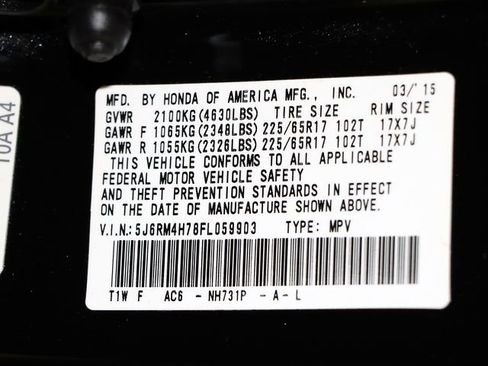 10A A4
MFD. BY HONDA OF AMERICA MFG., INC. 03/'15
GVWR 2100KG(4630LBS) TIRE SIZE RIM SIZE
GAWR F 1065KG(2348LBS) 225/65R17 102T 17X7J
GAWR R 1055KG(2326LBS) 225/65R17 102T 17X7J
THIS VEHICLE CONFORMS TO ALL APPLICABLE
FEDERAL MOTOR VEHICLE SAFETY
AND THEFT PREVENTION STANDARDS IN EFFECT
ON THE DATE OF MANUFACTURE SHOWN ABOVE.
V.I.N.:5J6RM4H78FL059903 TYPE: MPV
T1W F AC6 - NH731P - A - L